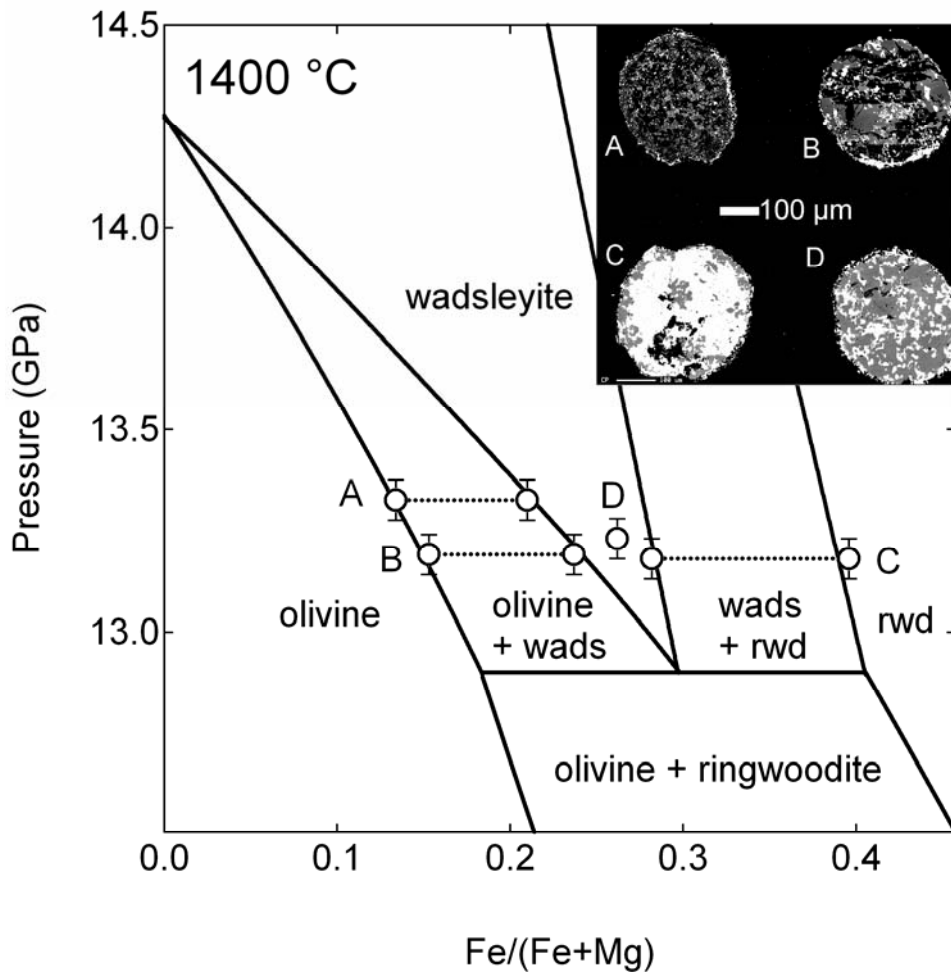 14.5
1400 °C
A
B
100 µm
C
D
14.0
wadsleyite
13.5
A
D
B
C
olivine
olivine
+ wads
wads
+ rwd
rwd
13.0
olivine + ringwoodite
0.0
0.1
0.2
0.3
0.4
Pressure (GPa)
Fe/(Fe+Mg)